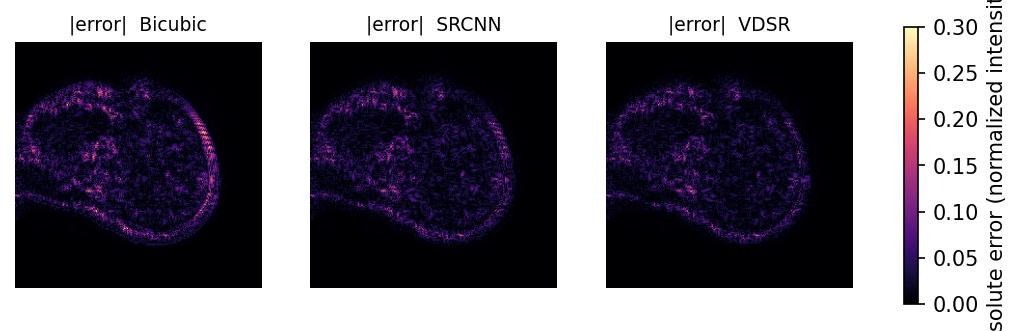 |error|  Bicubic
|error|  SRCNN
|error|  VDSR
0.30
0.25
0.20
0.15
0.10
0.05
0.00
solute error (normalized intensit